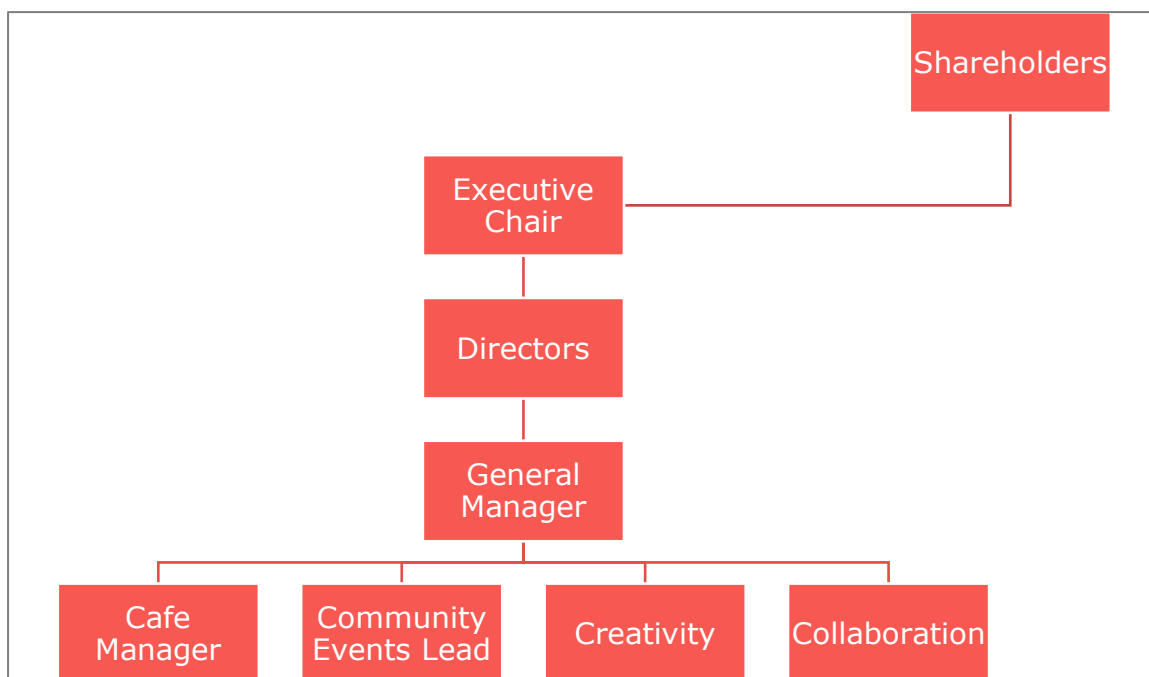 Shareholders
Executive
Chair
Directors
General
Manager
Cafe
Manager
Community
Events Lead
Creativity
Collaboration